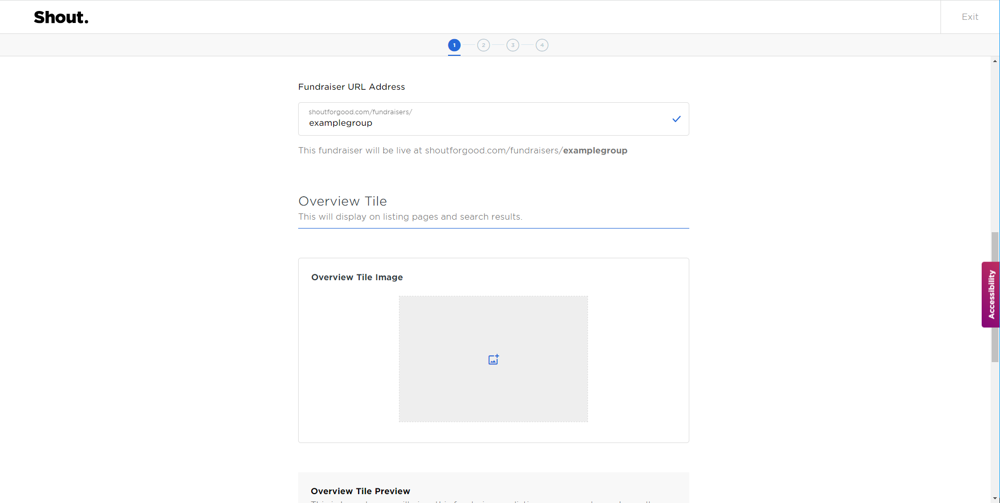 Shout.
Exit
1 2 3 4
Fundraiser URL Address
shoutforgood.com/fundraisers/
examplegroup
This fundraiser will be live at shoutforgood.com/fundraisers/examplegroup
Overview Tile
This will display on listing pages and search results.
Overview Tile Image
Accessibility
Overview Tile Preview